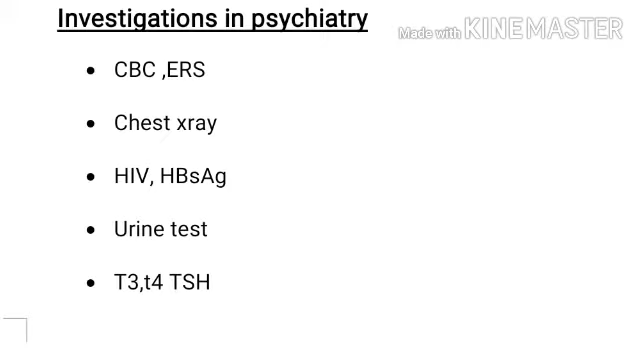 Investigations in psychiatry
Made with KINEMASTER
CBC ,ERS
Chest xray
HIV, HBsAg
Urine test
T3,t4 TSH